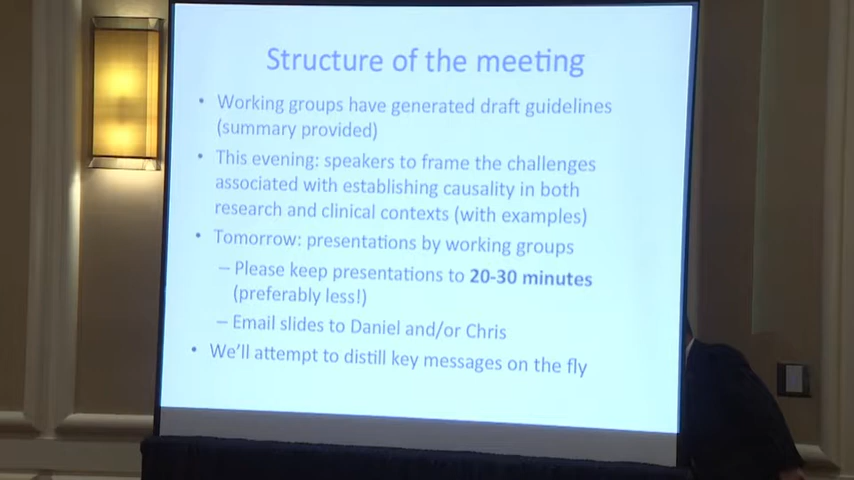 Structure of the meeting
• Working groups have generated draft guidelines
(summary provided)
• This evening: speakers to frame the challenges
associated with establishing causality in both
research and clinical contexts (with examples)
• Tomorrow: presentations by working groups
– Please keep presentations to 20-30 minutes
(preferably less!)
– Email slides to Daniel and/or Chris
• We'll attempt to distill key messages on the fly